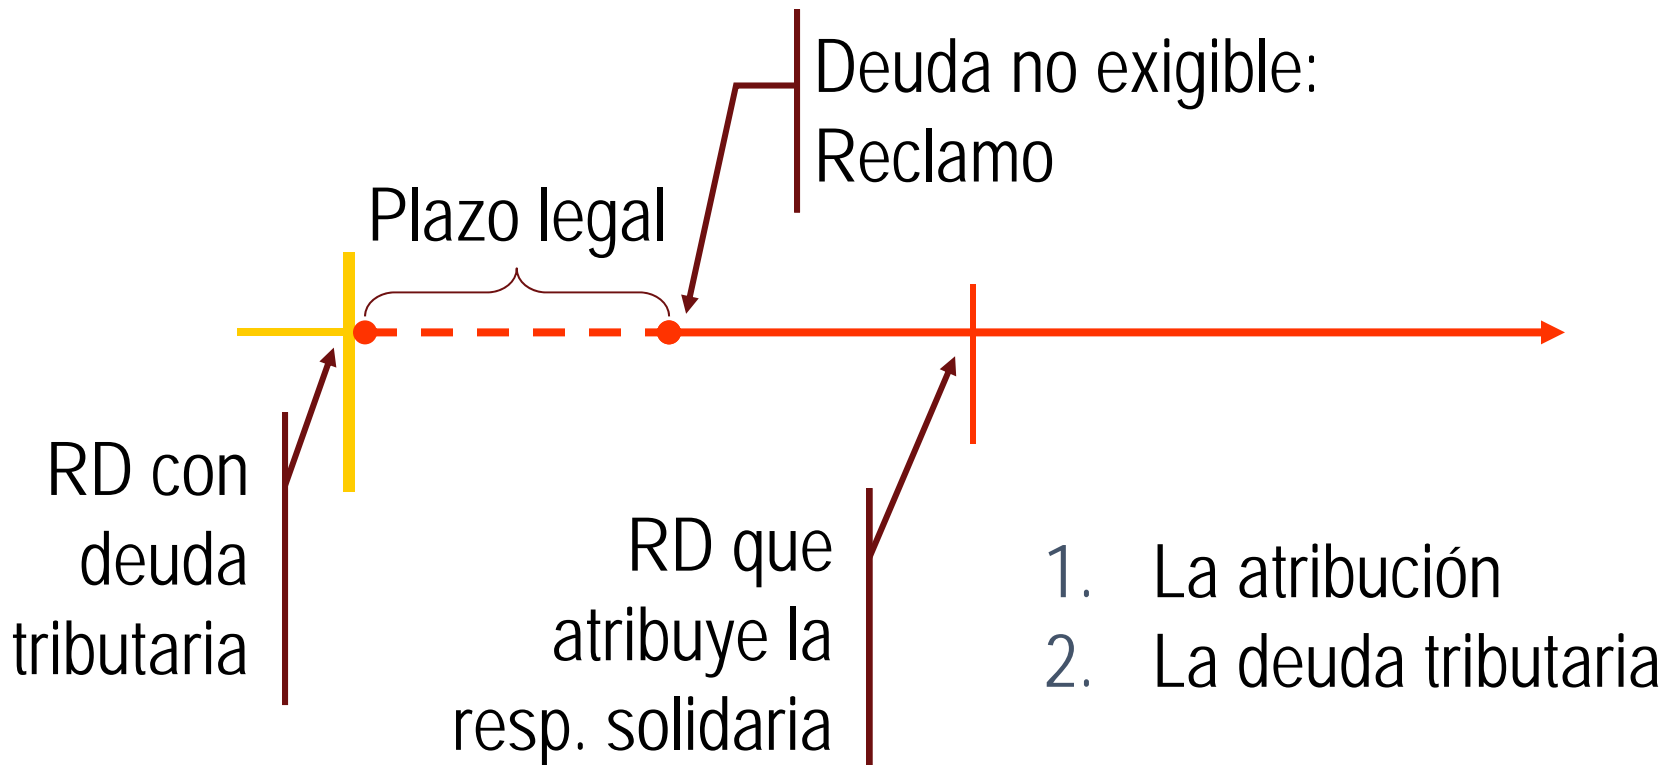 Deuda no exigible:
Reclamo
Plazo legal
RD con
deuda
tributaria
RD que
atribuye la
resp. solidaria
1. La atribución
2. La deuda tributaria